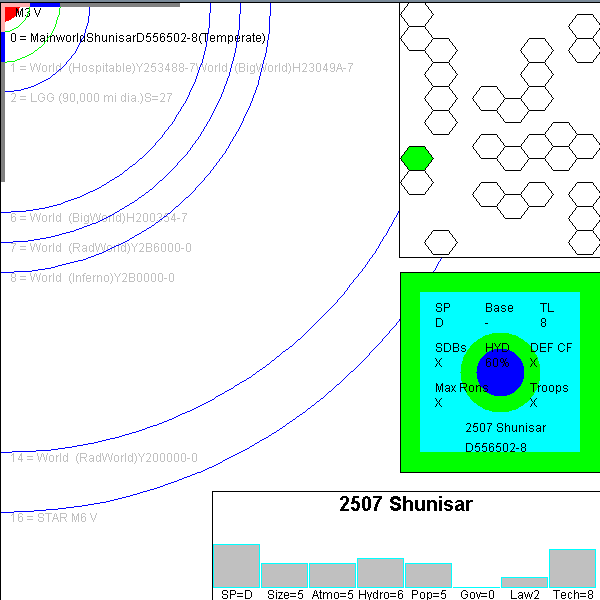 M3 V
0 = MainworldShunisarD556502-8(Temperate)
1 = World (Hospitable)Y253488-7World (BigWorld)H23049A-7
2 = LGG (90,000 mi dia.)S=27
6 = World (BigWorld)H200354-7
7 = World (RadWorld)Y2B6000-0
8 = World (Inferno)Y2B0000-0
14 = World (RadWorld)Y200000-0
16 = STAR M6 V
SP Base TL
D - 8
SDBs HYD DEF CF
X 60% X
Max Troops
X X
2507 Shunisar
D556502-8
2507 Shunisar
SP=D Size=5 Atmo=5 Hydro=6 Pop=5 Gov=0 Law2 Tech=8